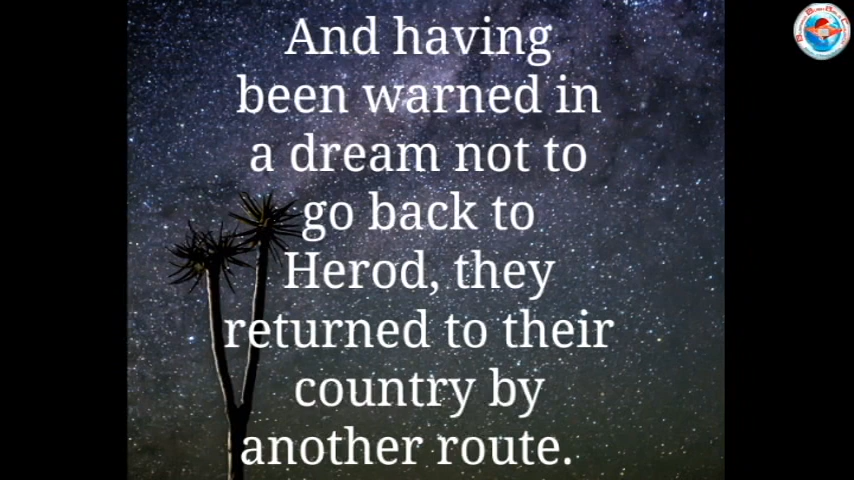 And having
been warned in
a dream not to
go back to
Herod, they
returned to their
country by
another route.